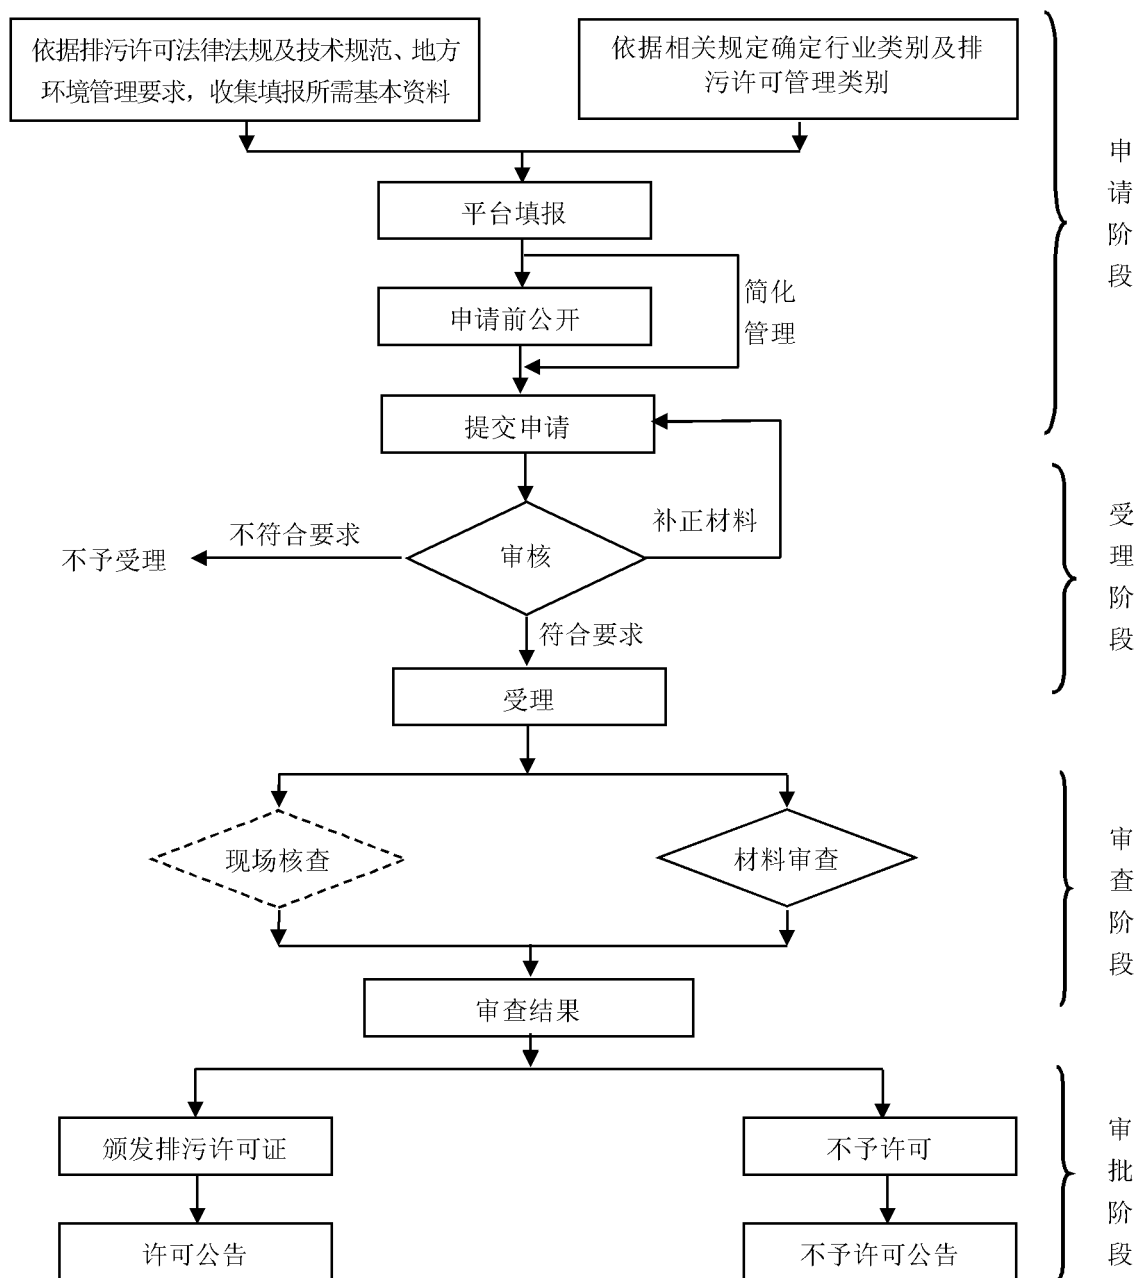 依据排污许可法律法规及技术规范、地方
环境管理要求，收集填报所需基本资料
依据相关规定确定行业类别及排
污许可管理类别
申
请
阶
段
平台填报
简化
管理
申请前公开
提交申请
受
理
阶
段
补正材料
不符合要求
审核
不予受理
符合要求
受理
审
查
阶
段
现场核查
材料审查
审查结果
审
批
阶
段
颁发排污许可证
不予许可
许可公告
不予许可公告